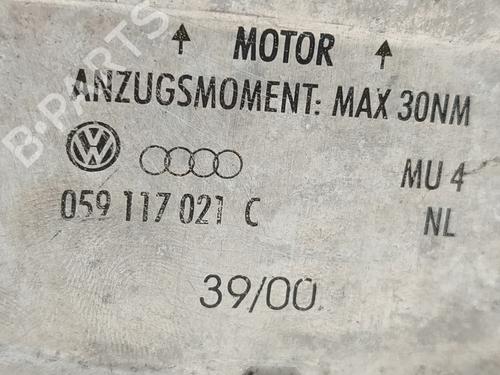 MOTOR
ANZUGSMOMENT: MAX 30NM
MU 4
059 117 021 C
NL
39/00
B-PARTS